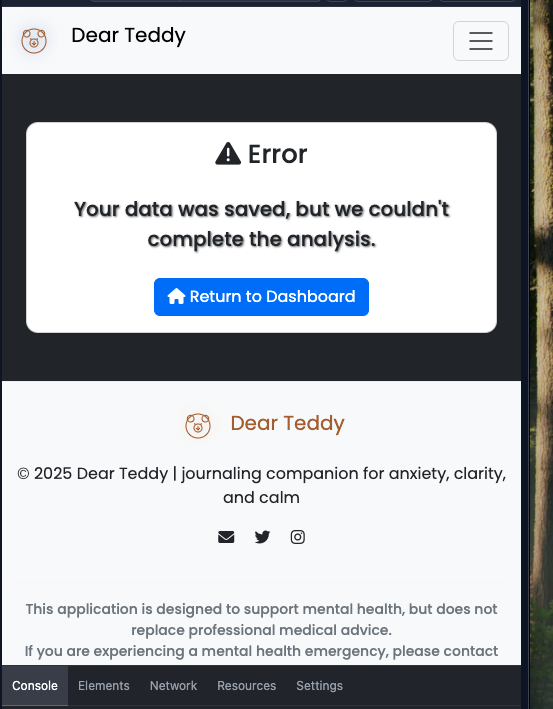 Dear Teddy
Error
Your data was saved, but we couldn't
complete the analysis.
Return to Dashboard
Dear Teddy
© 2025 Dear Teddy | journaling companion for anxiety, clarity,
and calm
This application is designed to support mental health, but does not
replace professional medical advice.
If you are experiencing a mental health emergency, please contact
Console Elements Network Resources Settings